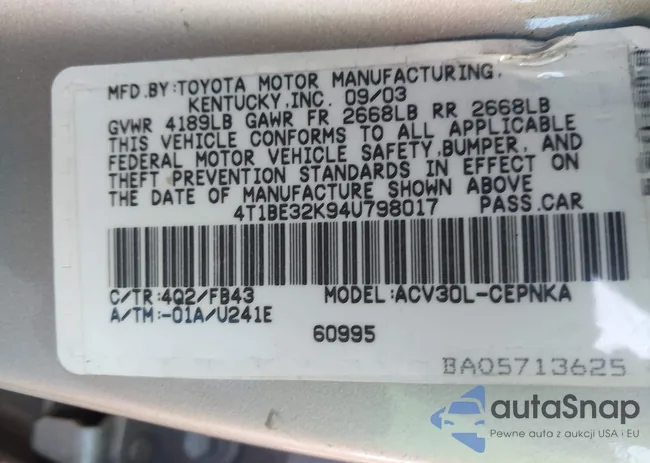 MFD.BY:TOYOTA MOTOR MANUFACTURING,
KENTUCKY,INC. 09/03
GVWR 4189LB GAWR FR 2668LB RR 2668LB
THIS VEHICLE CONFORMS TO ALL APPLICABLE
FEDERAL MOTOR VEHICLE SAFETY,BUMPER, AND
THEFT PREVENTION STANDARDS IN EFFECT ON
THE DATE OF MANUFACTURE SHOWN ABOVE
4T1BE32K94U798017 PASS.CAR
C/TR:4Q2/FB43 MODEL:ACV30L-CEPNKA
A/TM:-01A/U241E
60995
BA05713625
autaSnap
Pewne auta z aukcji USA i EU